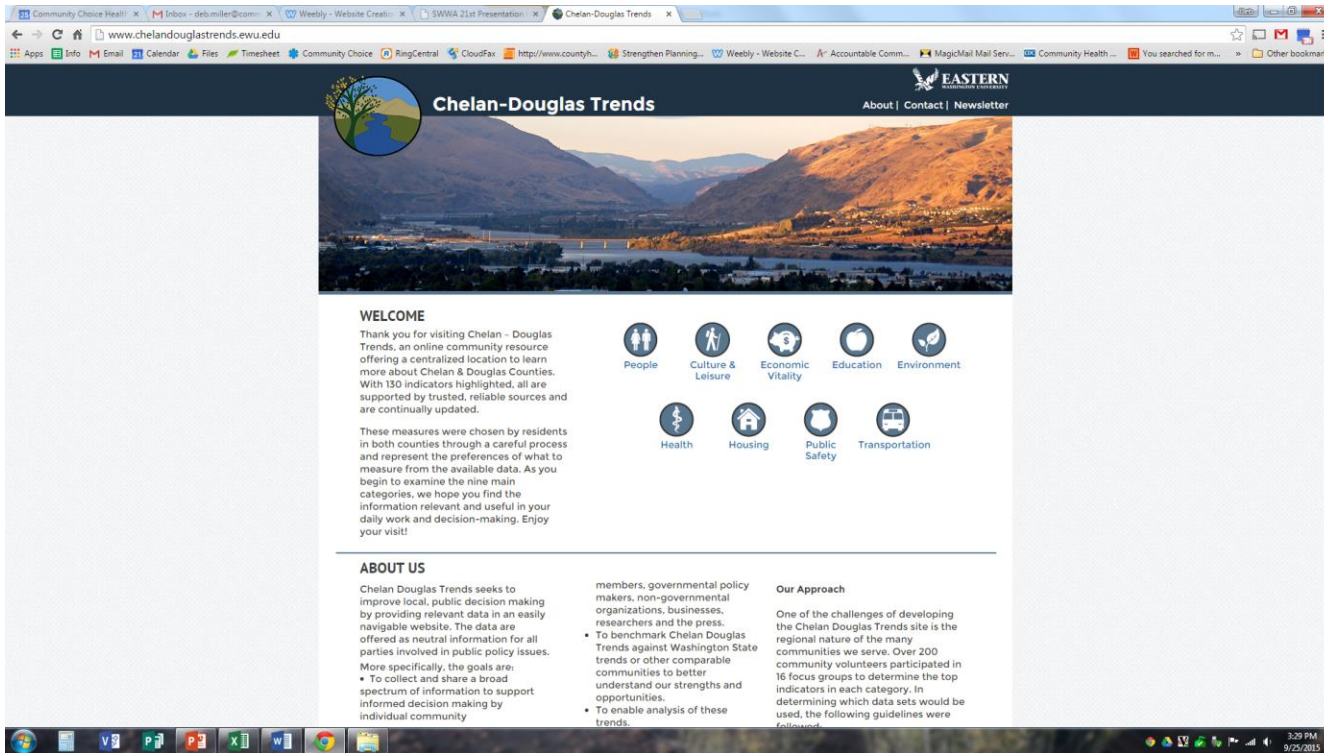 Community Choice Healt
Inbox - deb.miller@comm
Weebly - Website Creatio
SWWA 21st Presentation
Chelan-Douglas Trends
www.chelandouglastrends.ewu.edu
Apps
Info
Email
Calendar
Files
Timesheet
Community Choice
RingCentral
CloudFax
http://www.countyh...
Strengthen Planning...
Weebly - Website C...
Accountable Comm...
MagicMail Mail Serv...
Community Health ...
You searched for m...
»
Other bookmar
Chelan-Douglas Trends
EASTERN
WASHINGTON UNIVERSITY
About | Contact | Newsletter
WELCOME
Thank you for visiting Chelan – Douglas
Trends, an online community resource
offering a centralized location to learn
more about Chelan & Douglas Counties.
With 130 indicators highlighted, all are
supported by trusted, reliable sources and
are continually updated.
These measures were chosen by residents
in both counties through a careful process
and represent the preferences of what to
measure from the available data. As you
begin to examine the nine main
categories, we hope you find the
information relevant and useful in your
daily work and decision-making. Enjoy
your visit!
People
Culture &
Leisure
Economic
Vitality
Education
Environment
Health
Housing
Public
Safety
Transportation
ABOUT US
Chelan Douglas Trends seeks to
improve local, public decision making
by providing relevant data in an easily
navigable website. The data are
offered as neutral information for all
parties involved in public policy issues.
More specifically, the goals are:
• To collect and share a broad
spectrum of information to support
informed decision making by
individual community
members, governmental policy
makers, non-governmental
organizations, businesses,
researchers and the press.
• To benchmark Chelan Douglas
Trends against Washington State
trends or other comparable
communities to better
understand our strengths and
opportunities.
• To enable analysis of these
trends.
Our Approach
One of the challenges of developing
the Chelan Douglas Trends site is the
regional nature of the many
communities we serve. Over 200
community volunteers participated in
16 focus groups to determine the top
indicators in each category. In
determining which data sets would be
used, the following guidelines were
followed:
3:29 PM
9/25/2015